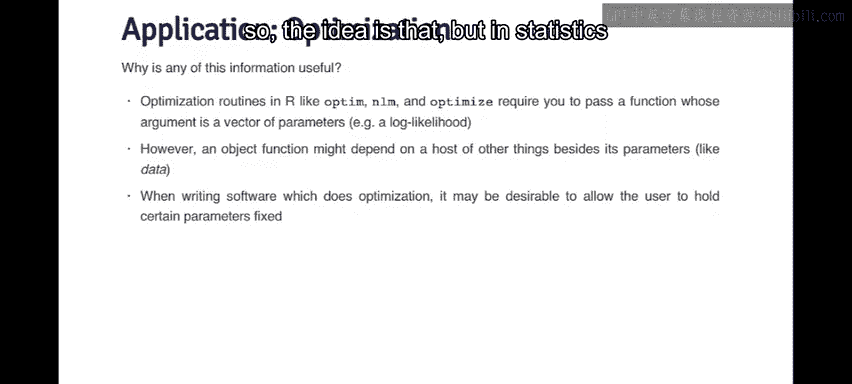 Application: Optimization
so, the idea is that, but in statistics
Why is any of this information useful?
Optimization routines in R like optim, nlm, and optimize require you to pass a function whose
argument is a vector of parameters (e.g. a log-likelihood)
However, an object function might depend on a host of other things besides its parameters (like
data)
When writing software which does optimization, it may be desirable to allow the user to hold
certain parameters fixed